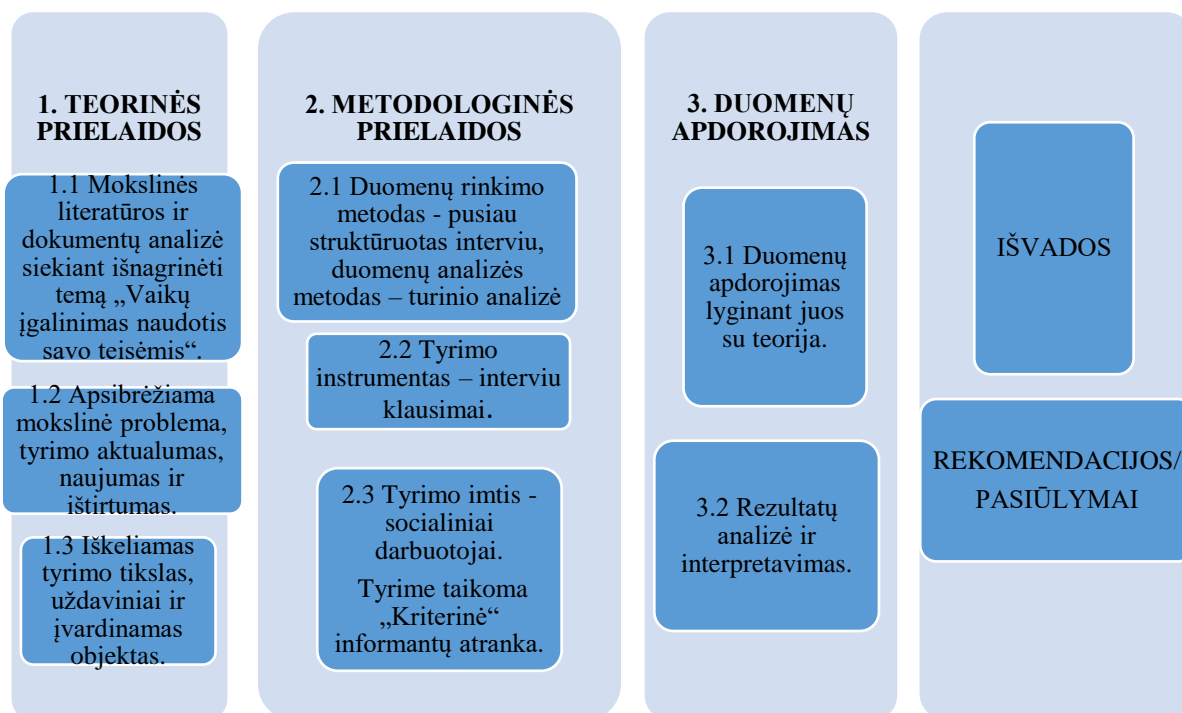 1. TEORINĖS
PRIELAIDOS
1.1 Mokslinės
literatūros ir
dokumentų analizė
siekiant išnagrinėti
temą „Vaikų
įgalinimas naudotis
savo teisėmis“.
1.2 Apsibrėžiama
mokslinė problema,
tyrimo aktualumas,
naujumas ir
ištirtumas.
1.3 Iškeliamas
tyrimo tikslas,
uždaviniai ir
įvardinamas
objektas.
2. METODOLOGINĖS
PRIELAIDOS
2.1 Duomenų rinkimo
metodas - pusiau
struktūruotas interviu,
duomenų analizės
metodas – turinio analizė
2.2 Tyrimo
instrumentas – interviu
klausimai.
2.3 Tyrimo imtis -
socialiniai
darbuotojai.
Tyrime taikoma
„Kriterinė“
informantų atranka.
3. DUOMENŲ
APDOROJIMAS
3.1 Duomenų
apdorojimas
lyginant juos
su teorija.
3.2 Rezultatų
analizė ir
interpretavimas.
IŠVADOS
REKOMENDACIJOS/
PASIŪLYMAI